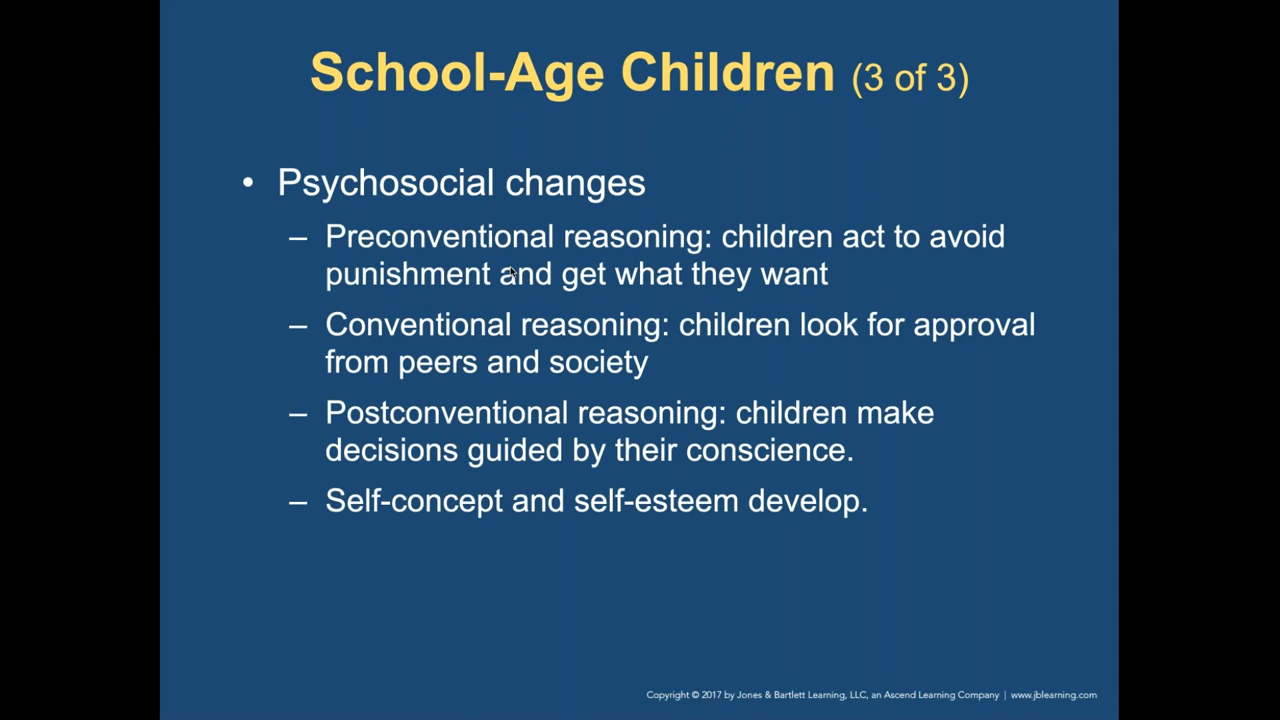 School-Age Children (3 of 3)
• Psychosocial changes
– Preconventional reasoning: children act to avoid
punishment and get what they want
– Conventional reasoning: children look for approval
from peers and society
– Postconventional reasoning: children make
decisions guided by their conscience.
– Self-concept and self-esteem develop.
Copyright © 2017 by Jones & Bartlett Learning, LLC, an Ascend Learning Company | www.jblearning.com